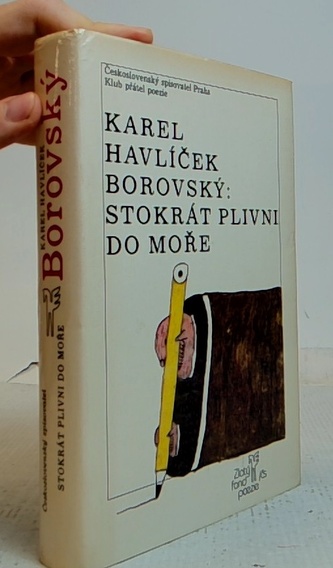 Československý spisovatel Praha
Klub přátel poezie
KAREL
HAVLÍČEK
BOROVSKÝ:
STOKRÁT PLIVNI
DO MOŘE
Zlatý
fond
poezie
KAREL HAVLÍČEK
Borovský
STOKRÁT PLIVNI DO MOŘE
Československý spisovatel